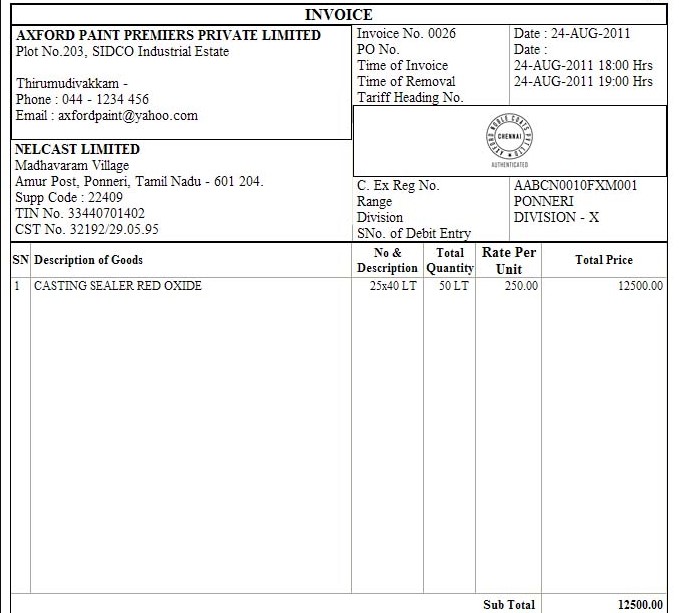 INVOICE
AXFORD PAINT PREMIERS PRIVATE LIMITED
Plot No.203, SIDCO Industrial Estate
Thirumudivakkam -
Phone : 044 - 1234 456
Email : axfordpaint@yahoo.com
Invoice No. 0026 Date : 24-AUG-2011
PO No. Date :
Time of Invoice 24-AUG-2011 18:00 Hrs
Time of Removal 24-AUG-2011 19:00 Hrs
Tariff Heading No.
CHENNAI
AUTHENTICATED
NELCAST LIMITED
Madhavaram Village
Amur Post, Ponneri, Tamil Nadu - 601 204.
Supp Code : 22409
TIN No. 33440701402
CST No. 32192/29.05.95
C. Ex Reg No. AABCN0010FXM001
Range PONNERI
Division DIVISION - X
SNo. of Debit Entry
SN Description of Goods No & Description Total Quantity Rate Per Unit Total Price
1 CASTING SEALER RED OXIDE 25x40 LT 50 LT 250.00 12500.00
Sub Total 12500.00